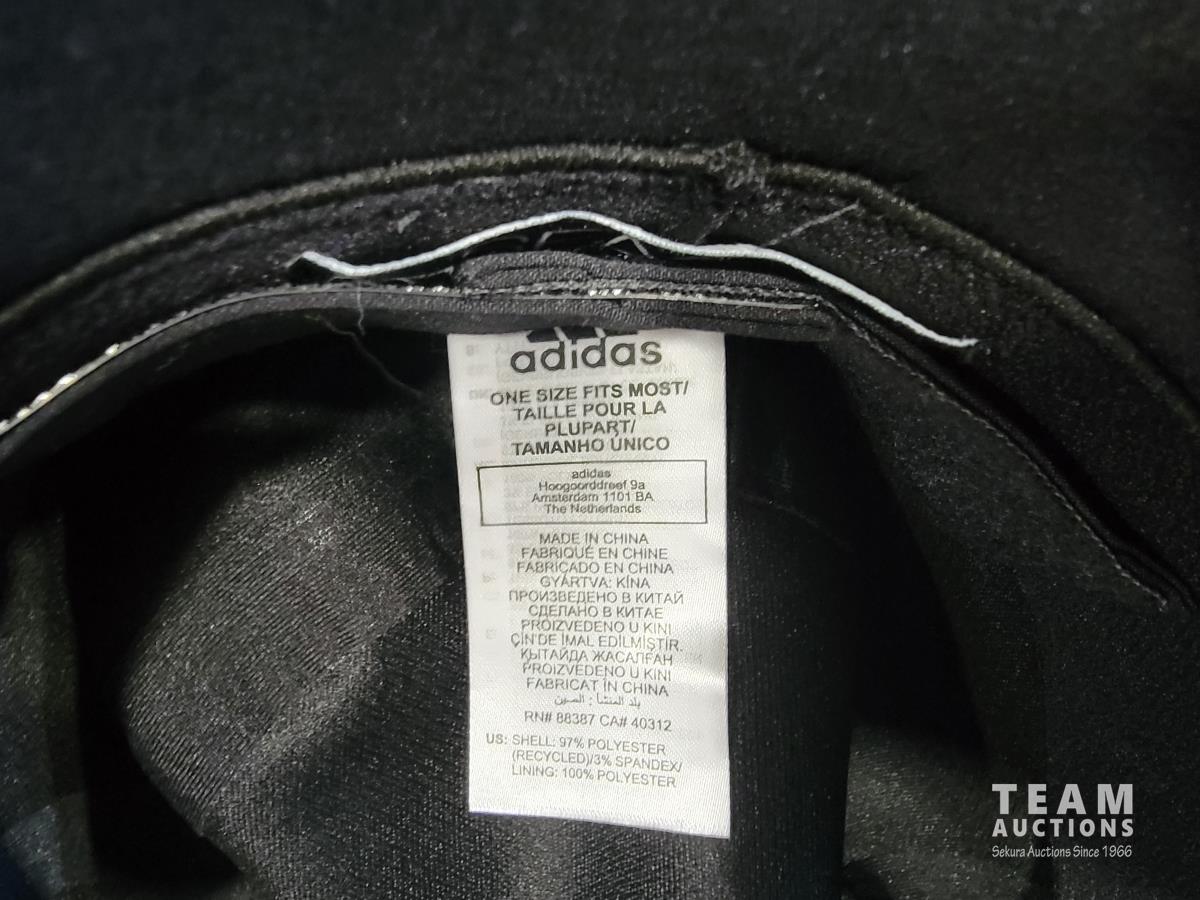 adidas
ONE SIZE FITS MOST/
TAILLE POUR LA
PLUPART/
TAMANHO ÚNICO
adidas
Hoogoorddreef 9a
Amsterdam 1101 BA
The Netherlands
MADE IN CHINA
FABRIQUÉ EN CHINE
FABRICADO EN CHINA
GYÁRTVA: KÍNA
ПРОИЗВЕДЕНО В КИТАЙ
СДЕЛАНО В КИТАЕ
PROIZVEDENO U KINI
ÇİN'DE İMAL EDİLMİŞTİR.
ҚЫТАЙДА ЖАСАЛҒАН
PROIZVEDENO U KINI
FABRICAT ÎN CHINA
بلد المنشأ : الصين
RN# 88387 CA# 40312
US: SHELL: 97% POLYESTER
(RECYCLED)/3% SPANDEX/
LINING: 100% POLYESTER
TEAM
AUCTIONS
Sekura Auctions Since 1966